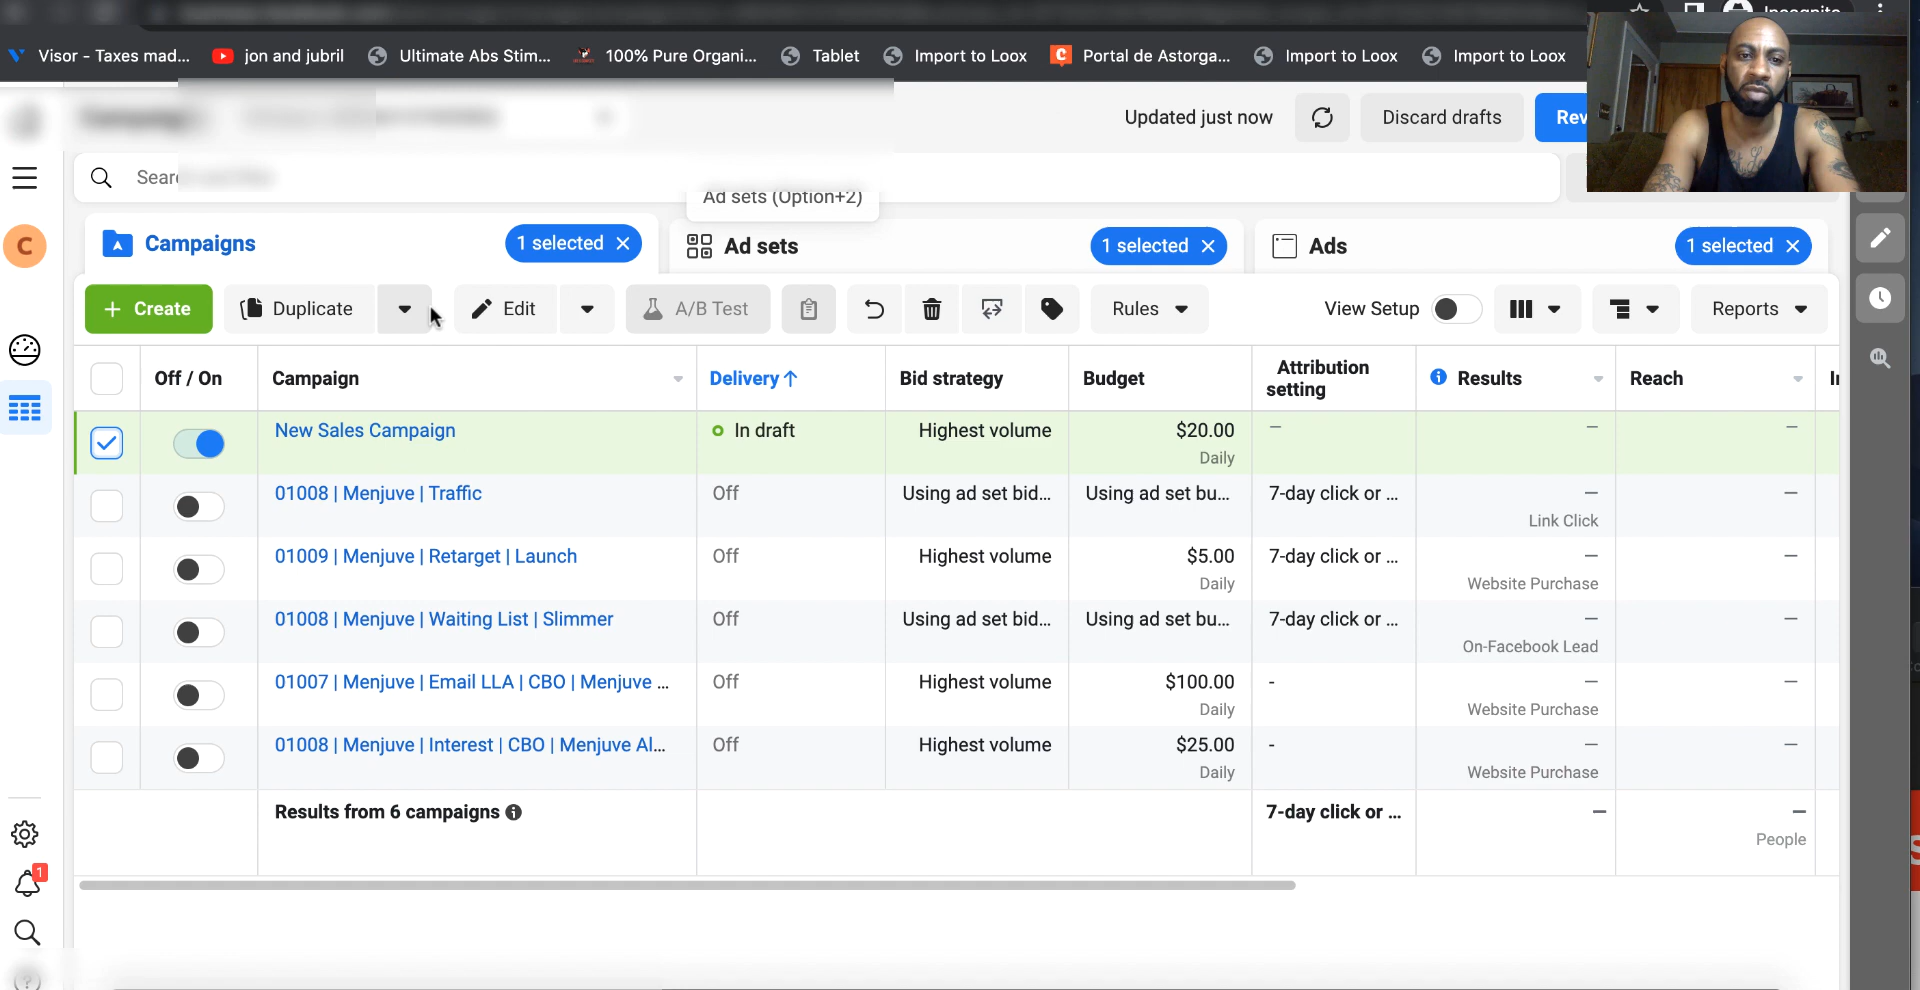 Visor - Taxes mad...
jon and jubril
Ultimate Abs Stim...
100% Pure Organi...
Tablet
Import to Loox
Portal de Astorga...
Import to Loox
Import to Loox
Updated just now
Discard drafts
Rev
Sear
Ad sets (Option+2)
C
Campaigns
1 selected
Ad sets
1 selected
Ads
1 selected
+ Create
Duplicate
Edit
A/B Test
Rules
View Setup
Reports
Off / On
Campaign
Delivery ↑
Bid strategy
Budget
Attribution
setting
Results
Reach
New Sales Campaign
In draft
Highest volume
$20.00
Daily
—
—
—
01008 | Menjuve | Traffic
Off
Using ad set bid...
Using ad set bu...
7-day click or ...
—
Link Click
—
01009 | Menjuve | Retarget | Launch
Off
Highest volume
$5.00
Daily
7-day click or ...
—
Website Purchase
—
01008 | Menjuve | Waiting List | Slimmer
Off
Using ad set bid...
Using ad set bu...
7-day click or ...
—
On-Facebook Lead
—
01007 | Menjuve | Email LLA | CBO | Menjuve ...
Off
Highest volume
$100.00
Daily
-
—
Website Purchase
—
01008 | Menjuve | Interest | CBO | Menjuve Al...
Off
Highest volume
$25.00
Daily
-
—
Website Purchase
—
Results from 6 campaigns
7-day click or ...
—
—
People
1